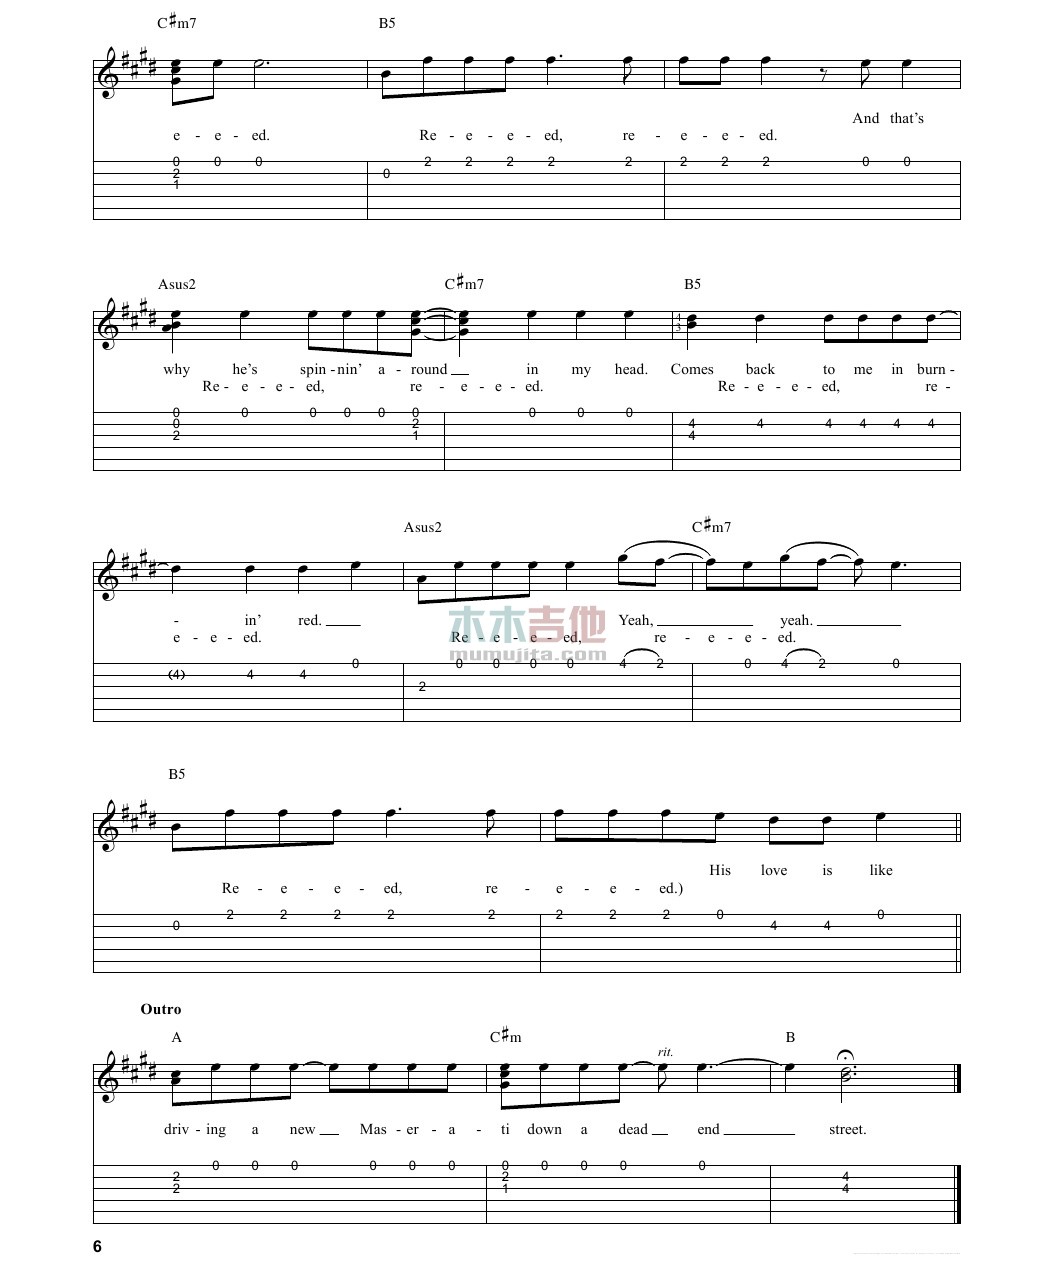 C♯m7 B5
And that's
e - e - ed. Re - e - e - ed, re - e - e - ed.
0 0 0 2 2 2 2 2 2 2 2 0 0
2 0
1
Asus2 C♯m7 B5
4
3
why he's spin - nin' a - round in my head. Comes back to me in burn -
Re - e - e - ed, re - e - e - ed. Re - e - e - ed, re -
0 0 0 0 0 0 0 0 0
0 2 4 4 4 4 4 4
2 1 4
Asus2 C♯m7
- in' red. Yeah, yeah.
e - e - ed. Re - e - e - ed, re - e - e - ed.
木木吉他
mumujita.com
0 0 0 0 0 4 2 0 4 2 0
(4) 4 4
2
B5
His love is like
Re - e - e - ed, re - e - e - ed.)
2 2 2 2 2 2 2 2 0 0
0 4 4
Outro
A C♯m B
rit.
driv - ing a new Mas - er - a - ti down a dead end street.
0 0 0 0 0 0 0 0 0 0 0
2 2 4
2 1 4
6